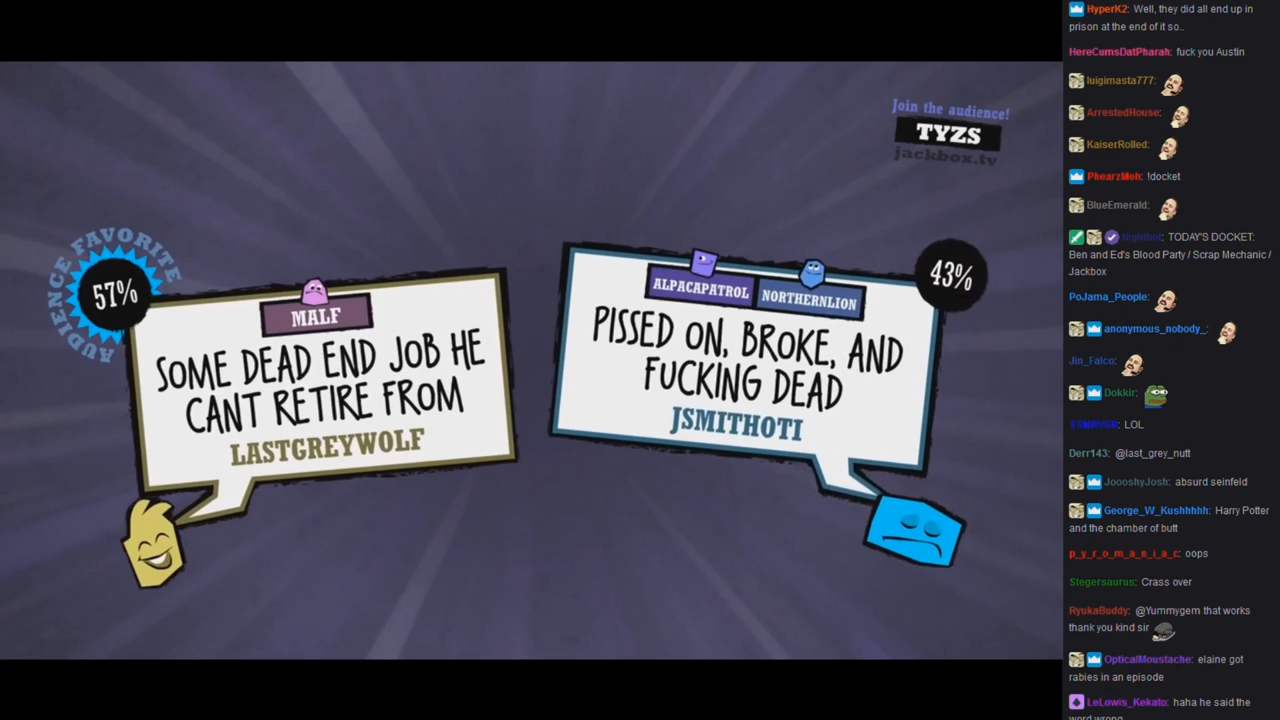 Join the audience!
TYZS
jackbox.tv
AUDIENCE FAVORITE
57%
MALF
SOME DEAD END JOB HE
CANT RETIRE FROM
LASTGREYWOLF
43%
ALPACAPATROL
NORTHERNLION
PISSED ON, BROKE, AND
FUCKING DEAD
JSMITHOTI
HyperK2: Well, they did all end up in
prison at the end of it so..
HereCumsDatPharah: fuck you Austin
luigimasta777:
ArrestedHouse:
KaiserRolled:
PhearzMeh: !docket
BlueEmerald:
Nightbot: TODAY'S DOCKET:
Ben and Ed's Blood Party / Scrap Mechanic /
Jackbox
PoJama_People:
anonymous_nobody_:
Jin_Falco:
Dokkir:
LOL
Derr143: @last_grey_nutt
JoooshyJosh: absurd seinfeld
George_W_Kushhhhh: Harry Potter
and the chamber of butt
p_y_r_o_m_a_n_i_a_c: oops
Stegersaurus: Crass over
RyukaBuddy: @Yummygem that works
thank you kind sir
OpticalMoustache: elaine got
rabies in an episode
LeLowis_Kekato: haha he said the
word wrong